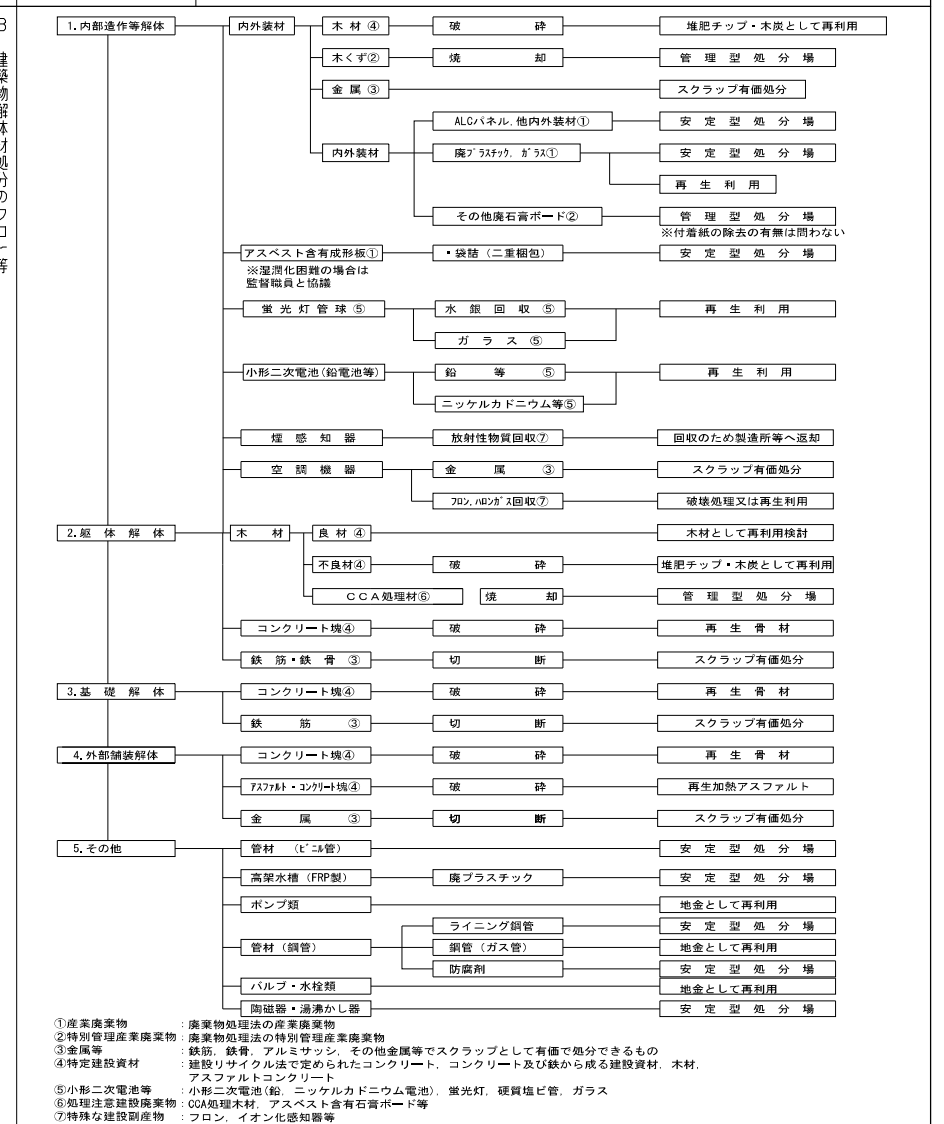 B 建築物解体材処分のフロー等
1.内部造作等解体 内外装材 木材④ 破砕 堆肥チップ・木炭として再利用
木くず② 焼却 管理型処分場
金属③ スクラップ有価処分
ALCパネル,他内外装材① 安定型処分場
内外装材 廃プラスチック, ガラス① 安定型処分場
再生利用
その他廃石膏ボード② 管理型処分場
※付着紙の除去の有無は問わない
アスベスト含有成形板① ・袋詰（二重梱包） 安定型処分場
※湿潤化困難の場合は
監督職員と協議
蛍光灯管球⑤ 水銀回収⑤ 再生利用
ガラス⑤
小形二次電池(鉛電池等) 鉛等⑤ 再生利用
ニッケルカドニウム等⑤
煙感知器 放射性物質回収⑦ 回収のため製造所等へ返却
空調機器 金属③ スクラップ有価処分
フロン,ハロンガス回収⑦ 破壊処理又は再生利用
2.躯体解体 木材 良材④ 木材として再利用検討
不良材④ 破砕 堆肥チップ・木炭として再利用
CCA処理材⑥ 焼却 管理型処分場
コンクリート塊④ 破砕 再生骨材
鉄筋・鉄骨③ 切断 スクラップ有価処分
3.基礎解体 コンクリート塊④ 破砕 再生骨材
鉄筋③ 切断 スクラップ有価処分
4.外部舗装解体 コンクリート塊④ 破砕 再生骨材
アスファルト・コンクリート塊④ 破砕 再生加熱アスファルト
金属③ 切断 スクラップ有価処分
5.その他 管材（ビニル管） 安定型処分場
高架水槽（FRP製） 廃プラスチック 安定型処分場
ポンプ類 地金として再利用
ライニング鋼管 安定型処分場
管材（鋼管） 鋼管（ガス管） 地金として再利用
防腐剤 安定型処分場
バルブ・水栓類 地金として再利用
陶磁器・湯沸かし器 安定型処分場
①産業廃棄物 :廃棄物処理法の産業廃棄物
②特別管理産業廃棄物:廃棄物処理法の特別管理産業廃棄物
③金属等 :鉄筋, 鉄骨, アルミサッシ, その他金属等でスクラップとして有価で処分できるもの
④特定建設資材 :建設リサイクル法で定められたコンクリート, コンクリート及び鉄から成る建設資材, 木材,
アスファルトコンクリート
⑤小形二次電池等 :小形二次電池(鉛, ニッケルカドニウム電池), 蛍光灯, 硬質塩ビ管, ガラス
⑥処理注意建設廃棄物:CCA処理木材, アスベスト含有石膏ボード等
⑦特殊な建設副産物 :フロン, イオン化感知器等